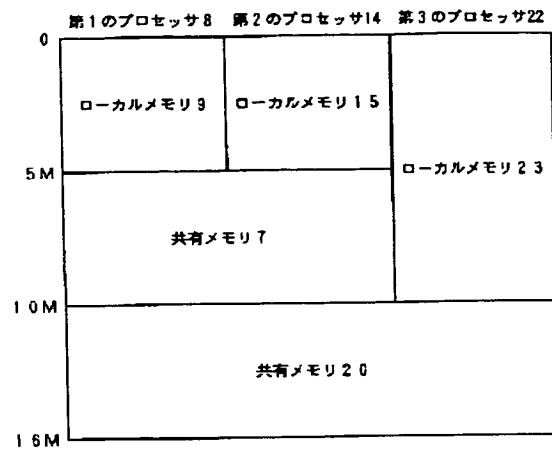 第1のプロセッサ8 第2のプロセッサ14 第3のプロセッサ22
0
ローカルメモリ9 ローカルメモリ15
ローカルメモリ23
5M
共有メモリ7
10M
共有メモリ20
16M